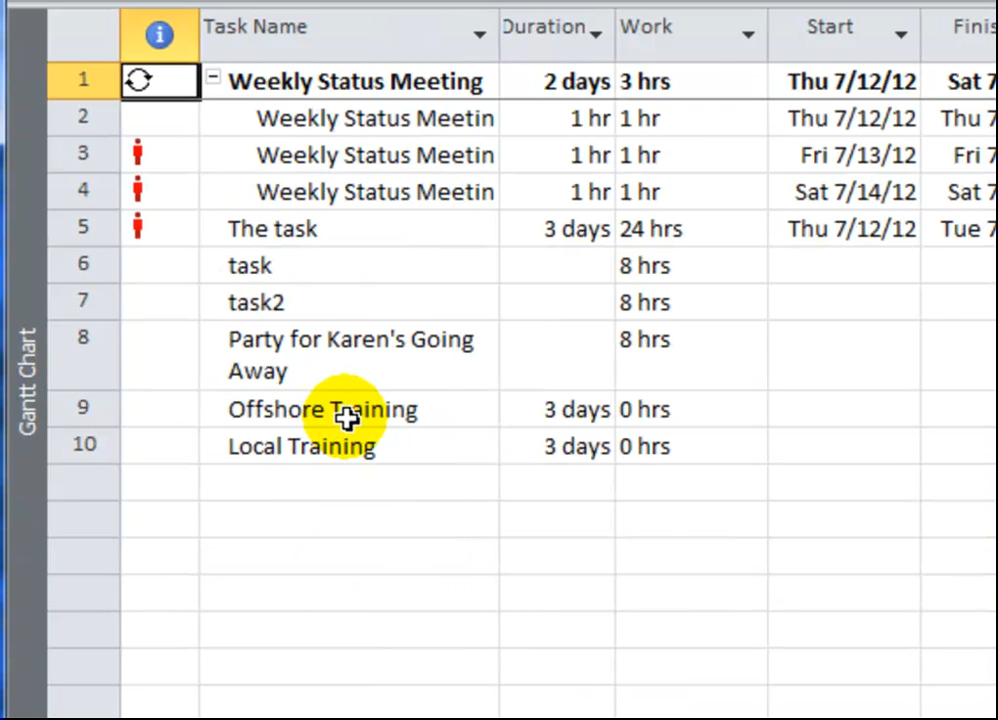 Task Name Duration Work Start Finis
1 Weekly Status Meeting 2 days 3 hrs Thu 7/12/12 Sat 7
2 Weekly Status Meetin 1 hr 1 hr Thu 7/12/12 Thu 7
3 Weekly Status Meetin 1 hr 1 hr Fri 7/13/12 Fri 7
4 Weekly Status Meetin 1 hr 1 hr Sat 7/14/12 Sat 7
5 The task 3 days 24 hrs Thu 7/12/12 Tue 7
6 task 8 hrs
7 task2 8 hrs
8 Party for Karen's Going 8 hrs
Away
9 Offshore Training 3 days 0 hrs
10 Local Training 3 days 0 hrs
Gantt Chart